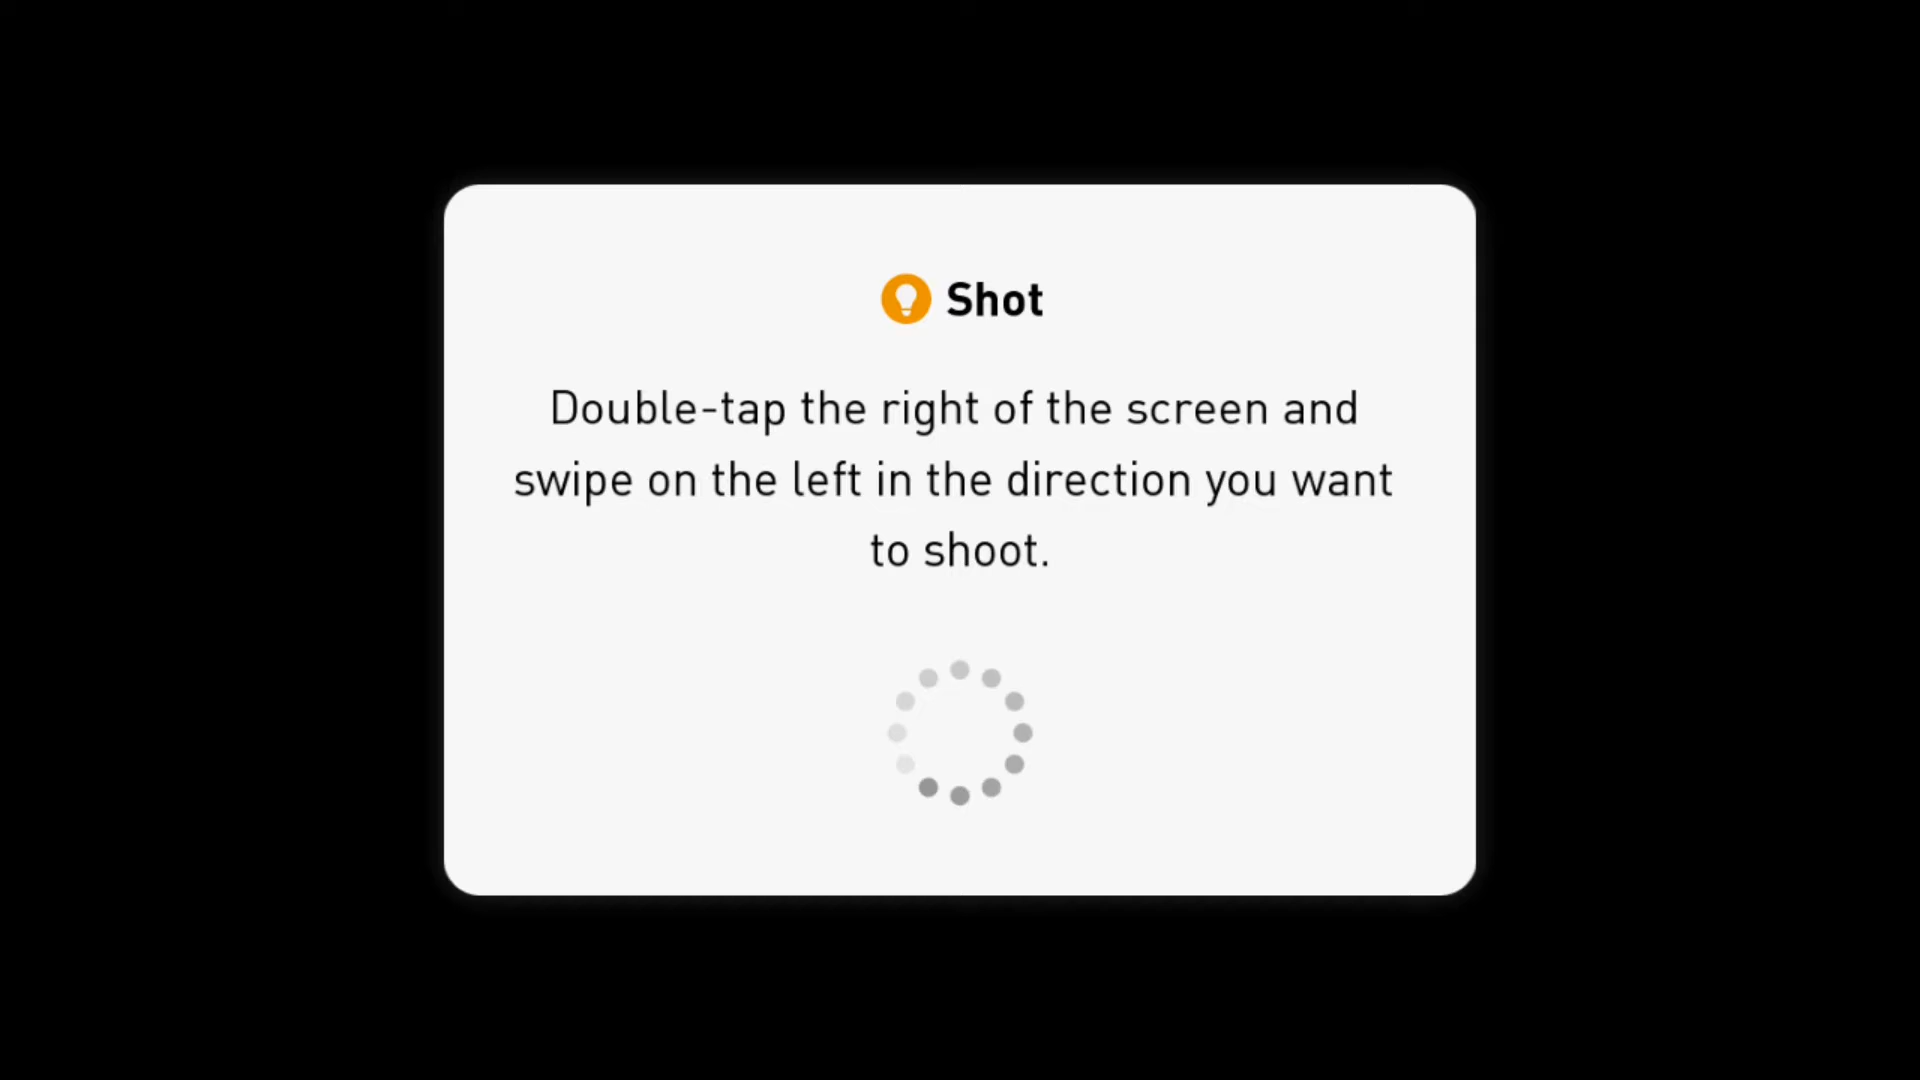 Shot
Double-tap the right of the screen and
swipe on the left in the direction you want
to shoot.